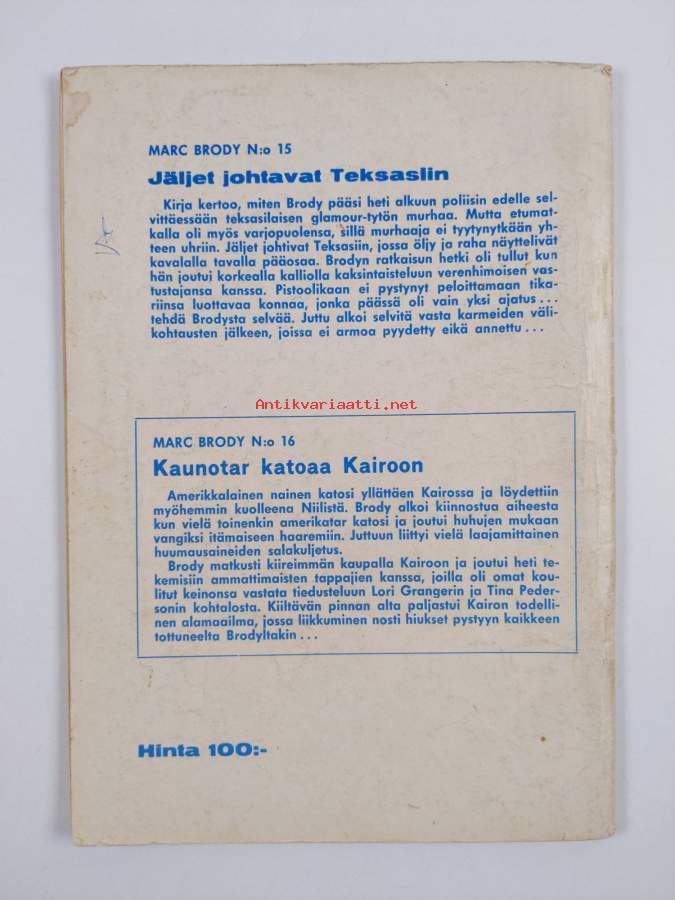 MARC BRODY N:o 15
Jäljet johtavat Teksasiin
Kirja kertoo, miten Brody pääsi heti alkuun poliisin edelle sel-
vittäessään teksasilaisen glamour-tytön murhaa. Mutta etumat-
kalla oli myös varjopuolensa, sillä murhaaja ei tyytynytkään yh-
teen uhriin. Jäljet johtivat Teksasiin, jossa öljy ja raha näyttelivät
kavalalla tavalla pääosaa. Brodyn ratkaisun hetki oli tullut kun
hän joutui korkealla kalliolla kaksintaisteluun verenhimoisen vas-
tustajansa kanssa. Pistoolikaan ei pystynyt peloittamaan tika-
riinsa luottavaa konnaa, jonka päässä oli vain yksi ajatus...
tehdä Brodysta selvää. Juttu alkoi selvitä vasta karmeiden väli-
kohtausten jälkeen, joissa ei armoa pyydetty eikä annettu...
Antikvariaatti.net
MARC BRODY N:o 16
Kaunotar katoaa Kairoon
Amerikkalainen nainen katosi yllättäen Kairossa ja löydettiin
myöhemmin kuolleena Niilistä. Brody alkoi kiinnostua aiheesta
kun vielä toinenkin amerikatar katosi ja joutui huhujen mukaan
vangiksi itämaiseen haaremiin. Juttuun liittyi vielä laajamittainen
huumausaineiden salakuljetus.
Brody matkusti kiireimmän kaupalla Kairoon ja joutui heti te-
kemisiin ammattimaisten tappajien kanssa, joilla oli omat kou-
litut keinonsa vastata tiedusteluun Lori Grangerin ja Tina Peder-
sonin kohtalosta. Kiiltävän pinnan alta paljastui Kairon todelli-
nen alamaailma, jossa liikkuminen nosti hiukset pystyyn kaikkeen
tottuneelta Brodyltakin...
Hinta 100:-